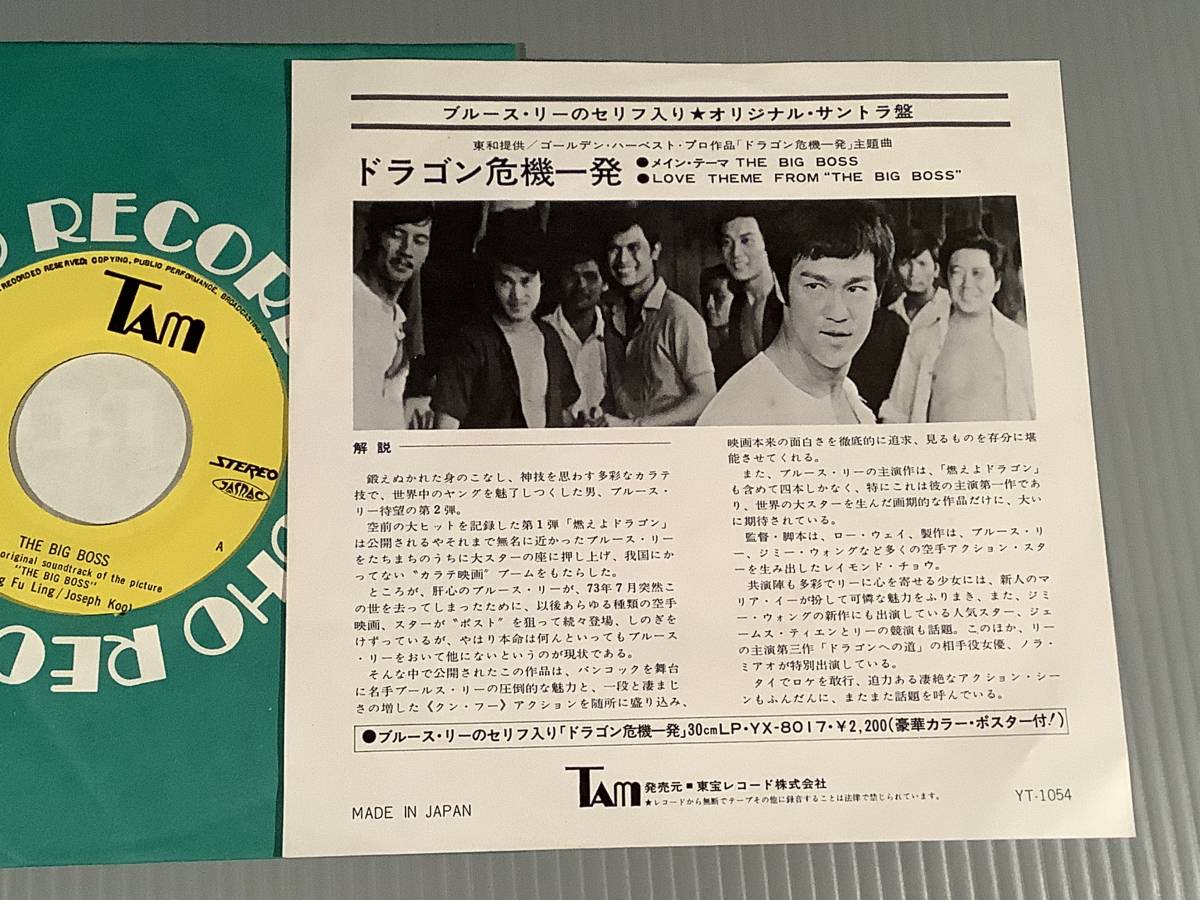 RECOR
RECORDED RESERVED: COPYING, PUBLIC PERFORMANCE, BROADCASTING
TAM
STEREO
JASRAC
THE BIG BOSS
A
original soundtrack of the picture
"THE BIG BOSS"
Fu Ling/Joseph Koo)
HO REC
ブルース・リーのセリフ入り★オリジナル・サントラ盤
東和提供/ゴールデン・ハーベスト・プロ作品「ドラゴン危機一発」主題曲
ドラゴン危機一発
●メイン・テーマ THE BIG BOSS
●LOVE THEME FROM "THE BIG BOSS"
解説
鍛えぬかれた身のこなし、神技を思わす多彩なカラテ
技で、世界中のヤングを魅了しつくした男、ブルース・
リー待望の第2弾。
空前の大ヒットを記録した第1弾「燃えよドラゴン」
は公開されるやそれまで無名に近かったブルース・リー
をたちまちのうちに大スターの座に押し上げ、我国にか
ってない“カラテ映画”ブームをもたらした。
ところが、肝心のブルース・リーが、73年7月突然こ
の世を去ってしまったために、以後あらゆる種類の空手
映画、スターが“ポスト”を狙って続々登場、しのぎを
けずっているが、やはり本命は何んといってもブルース
・リーをおいて他にないというのが現状である。
そんな中で公開されたこの作品は、バンコックを舞台
に名手ブールス・リーの圧倒的な魅力と、一段と凄まじ
さの増した《クン・フー》アクションを随所に盛り込み、
映画本来の面白さを徹底的に追求、見るものを存分に堪
能させてくれる。
また、ブルース・リーの主演作は、「燃えよドラゴン」
も含めて四本しかなく、特にこれは彼の主演第一作であ
り、世界の大スターを生んだ画期的な作品だけに、大い
に期待されている。
監督・脚本は、ロー・ウェイ、製作は、ブルース・リ
ー、ジミー・ウォングなど多くの空手アクション・スタ
ーを生み出したレイモンド・チョウ。
共演陣も多彩でリーに心を寄せる少女には、新人のマ
リア・イーが扮して可憐な魅力をふりまき、また、ジミ
ー・ウォングの新作にも出演している人気スター、ジェ
ームス・ティエンとリーの競演も話題。このほか、リー
の主演第三作「ドラゴンへの道」の相手役女優、ノラ・
ミアオが特別出演している。
タイでロケを敢行、迫力ある凄絶なアクション・シー
ンもふんだんに、またまた話題を呼んでいる。
●ブルース・リーのセリフ入り「ドラゴン危機一発」30cmLP・YX-8017・¥2,200(豪華カラー・ポスター付!)
TAM 発売元■東宝レコード株式会社
★レコードから無断でテープその他に録音することは法律で禁じられています。
MADE IN JAPAN
YT-1054